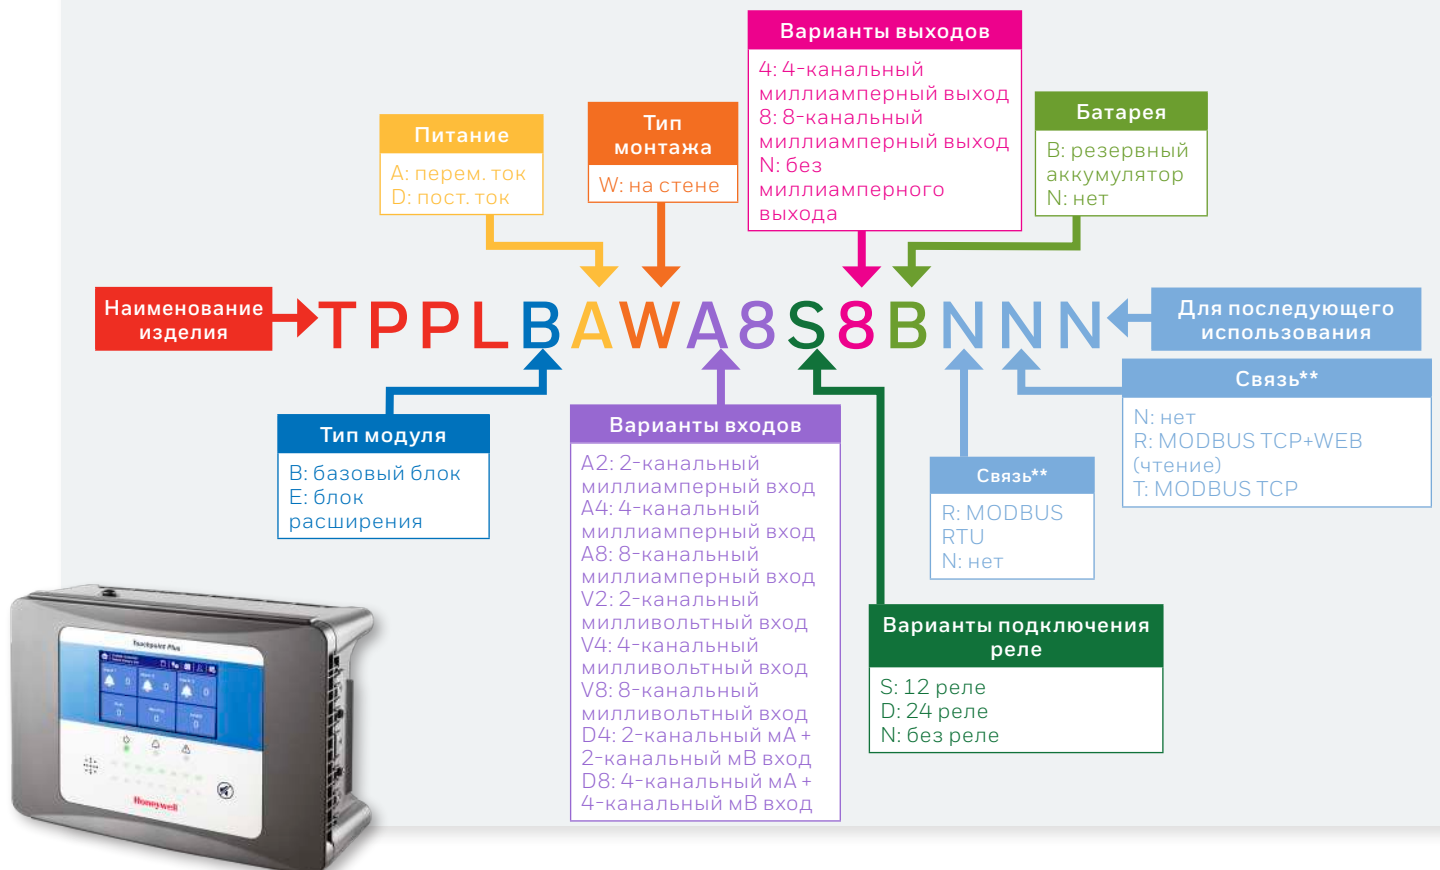 Варианты выходов
4: 4-канальный
миллиамперный выход
8: 8-канальный
миллиамперный выход
N: без
миллиамперного
выхода
Питание
A: перем. ток
D: пост. ток
Тип
монтажа
W: на стене
Батарея
B: резервный
аккумулятор
N: нет
Наименование
изделия
TPPLBAWA8S8BNNN
Для последующего
использования
Тип модуля
B: базовый блок
E: блок
расширения
Варианты входов
A2: 2-канальный
миллиамперный вход
A4: 4-канальный
миллиамперный вход
A8: 8-канальный
миллиамперный вход
V2: 2-канальный
милливольтный вход
V4: 4-канальный
милливольтный вход
V8: 8-канальный
милливольтный вход
D4: 2-канальный мА +
2-канальный мВ вход
D8: 4-канальный мА +
4-канальный мВ вход
Связь**
R: MODBUS
RTU
N: нет
Связь**
N: нет
R: MODBUS TCP+WEB
(чтение)
T: MODBUS TCP
Варианты подключения
реле
S: 12 реле
D: 24 реле
N: без реле
Touchpoint Plus
Honeywell